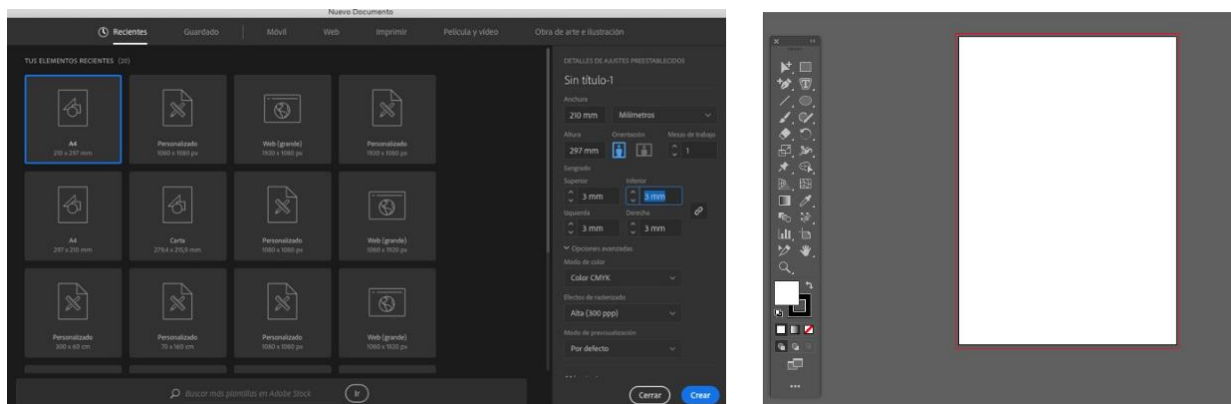 Nuevo Documento
Recientes Guardado Móvil Web Imprimir Película y vídeo Obra de arte e ilustración
TUS ELEMENTOS RECIENTES (20)
A4
210 x 297 mm
Personalizado
1080 x 1080 px
Web (grande)
1920 x 1080 px
Personalizado
1920 x 1080 px
A4
297 x 210 mm
Carta
279,4 x 215,9 mm
Personalizado
1080 x 1080 px
Web (grande)
1080 x 1920 px
Personalizado
300 x 60 cm
Personalizado
70 x 160 cm
Personalizado
1080 x 1080 px
Web (grande)
1080 x 1920 px
Buscar más plantillas en Adobe Stock Ir
DETALLES DE AJUSTES PREESTABLECIDOS
Sin título-1
Anchura
210 mm Milímetros
Altura Orientación Mesas de trabajo
297 mm 1
Sangrado
Superior Inferior
3 mm 3 mm
Izquierda Derecha
3 mm 3 mm
Opciones avanzadas
Modo de color
Color CMYK
Efectos de rasterizado
Alta (300 ppp)
Modo de previsualización
Por defecto
Cerrar Crear